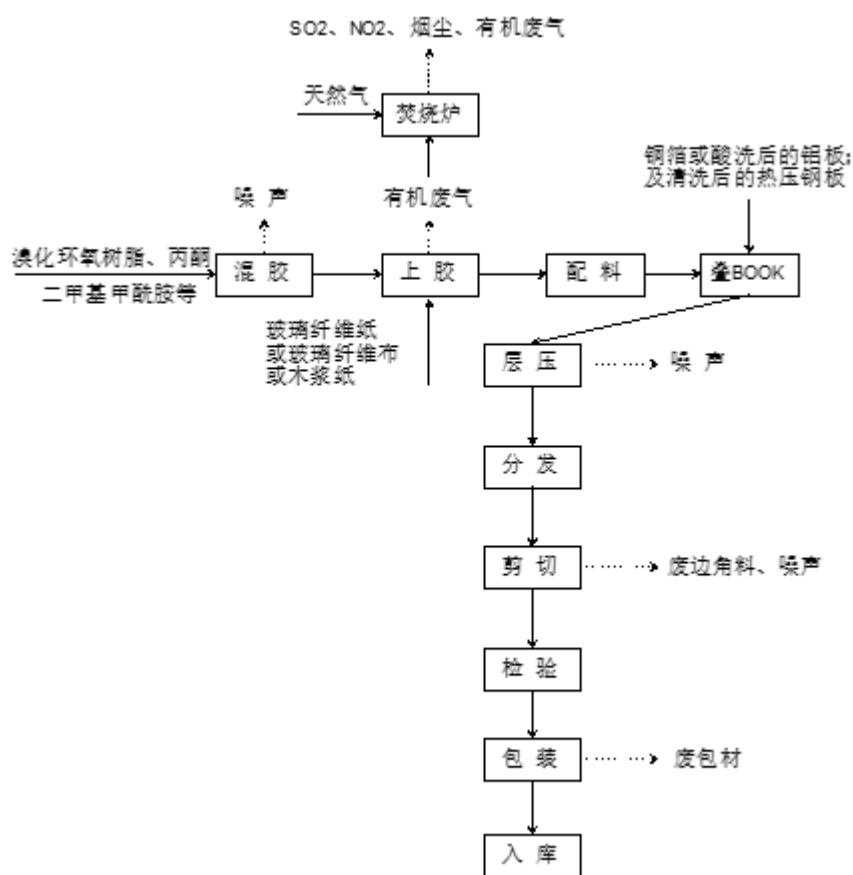 SO2、NO2、烟尘、有机废气
天然气
焚烧炉
铜箔或酸洗后的铝板;
及清洗后的热压钢板
噪 声
有机废气
溴化环氧树脂、丙酮
二甲基甲酰胺等
混 胶
上 胶
配 料
叠BOOK
玻璃纤维纸
或玻璃纤维布
或木浆纸
层 压
噪 声
分 发
剪 切
废边角料、噪声
检 验
包 装
废包材
入 库